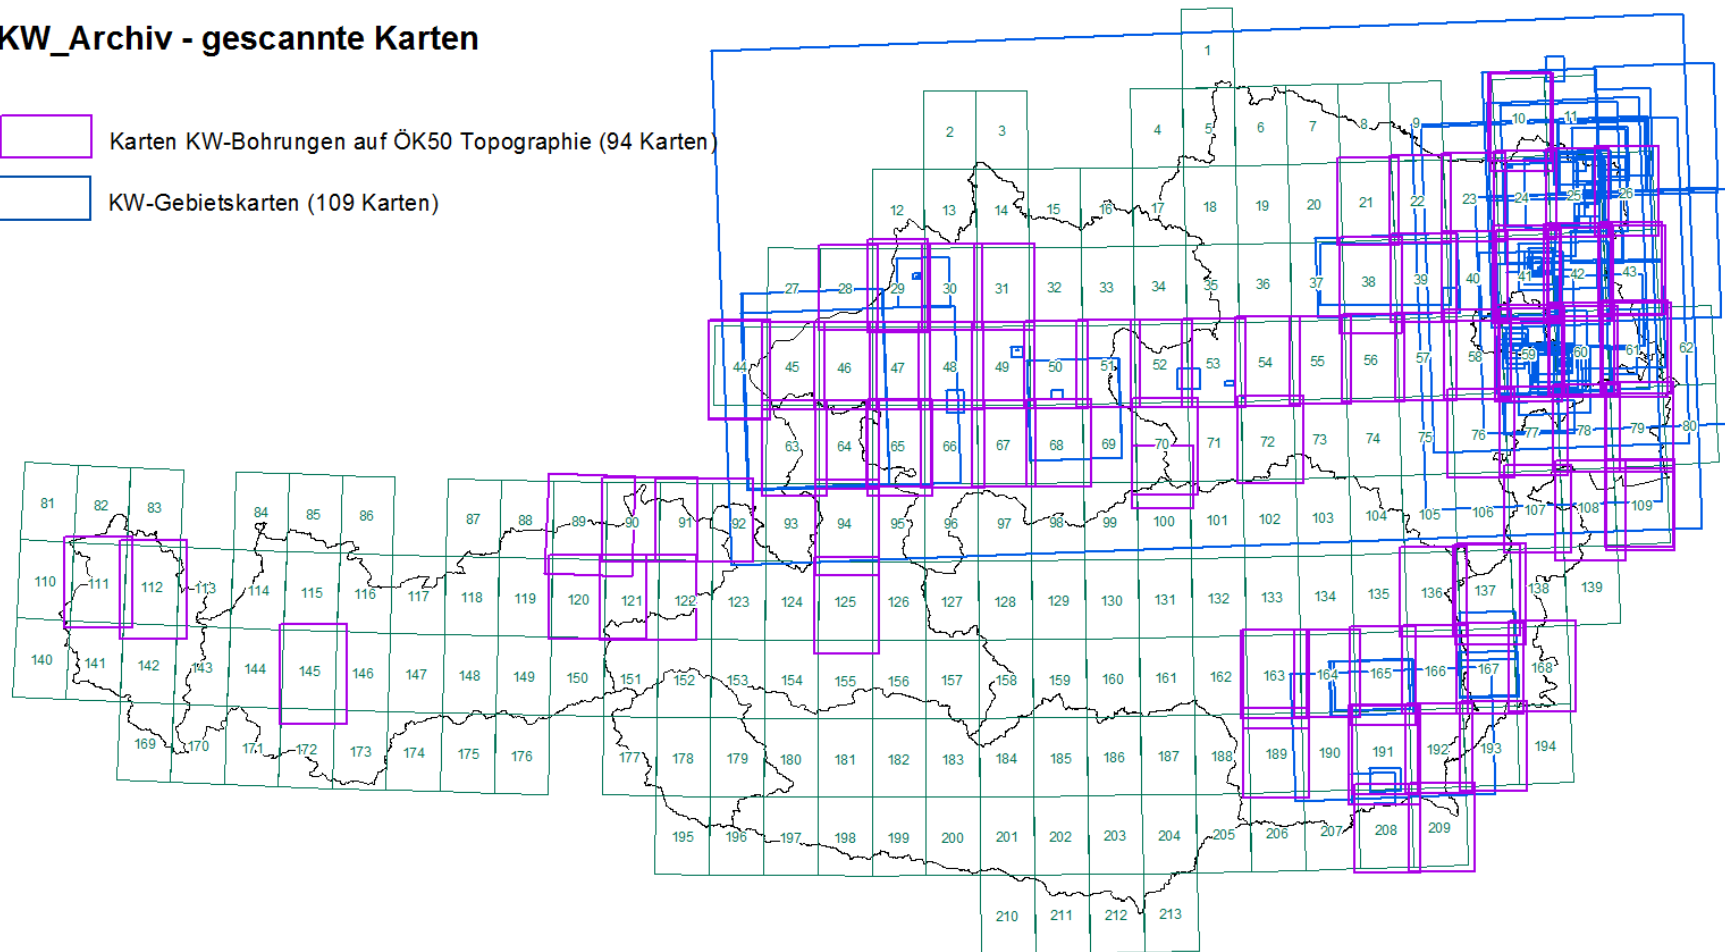 KW_Archiv - gescannte Karten
Karten KW-Bohrungen auf ÖK50 Topographie (94 Karten)
KW-Gebietskarten (109 Karten)
1
2 3 4 5 6 7 8 9 10 11
12 13 14 15 16 17 18 19 20 21 22 23 24 25 26
27 28 29 30 31 32 33 34 35 36 37 38 39 40 41 42 43
44 45 46 47 48 49 50 51 52 53 54 55 56 57 58 59 60 61 62
63 64 65 66 67 68 69 70 71 72 73 74 75 76 77 78 79 80
81 82 83 84 85 86 87 88 89 90 91 92 93 94 95 96 97 98 99 100 101 102 103 104 105 106 107 108 109
110 111 112 113 114 115 116 117 118 119 120 121 122 123 124 125 126 127 128 129 130 131 132 133 134 135 136 137 138 139
140 141 142 143 144 145 146 147 148 149 150 151 152 153 154 155 156 157 158 159 160 161 162 163 164 165 166 167 168
169 170 171 172 173 174 175 176 177 178 179 180 181 182 183 184 185 186 187 188 189 190 191 192 193 194
195 196 197 198 199 200 201 202 203 204 205 206 207 208 209
210 211 212 213